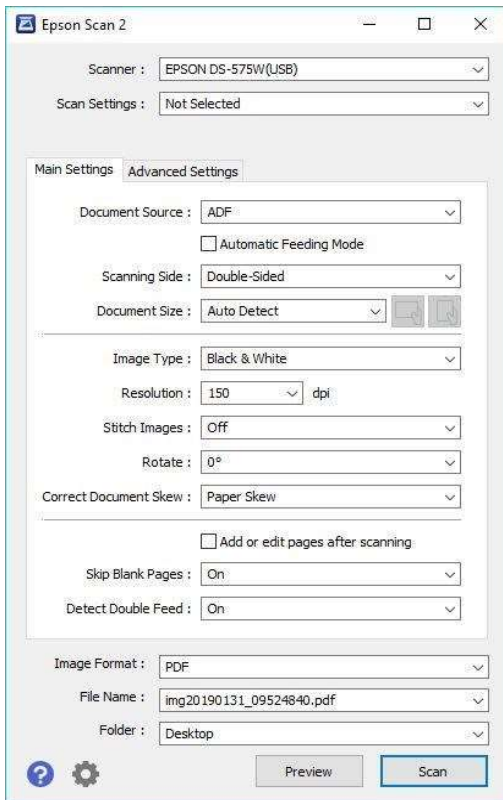 Epson Scan 2
Scanner : EPSON DS-575W(USB)
Scan Settings : Not Selected
Main Settings Advanced Settings
Document Source : ADF
Automatic Feeding Mode
Scanning Side : Double-Sided
Document Size : Auto Detect
Image Type : Black & White
Resolution : 150 dpi
Stitch Images : Off
Rotate : 0°
Correct Document Skew : Paper Skew
Add or edit pages after scanning
Skip Blank Pages : On
Detect Double Feed : On
Image Format : PDF
File Name : img20190131_09524840.pdf
Folder : Desktop
? Preview Scan